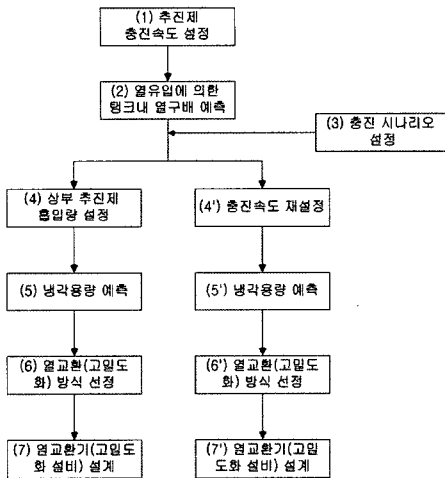 (1) 추진제
충진속도 설정
(2) 열유입에 의한
탱크내 열구배 예측
(3) 충진 시나리오
설정
(4) 상부 추진제
흡입량 설정
(4') 충진속도 재설정
(5) 냉각용량 예측
(5') 냉각용량 예측
(6) 열교환(고밀도
화) 방식 선정
(6') 열교환(고밀도
화) 방식 선정
(7) 열교환기(고밀도
화 설비) 설계
(7') 열교환기(고밀
도화 설비) 설계